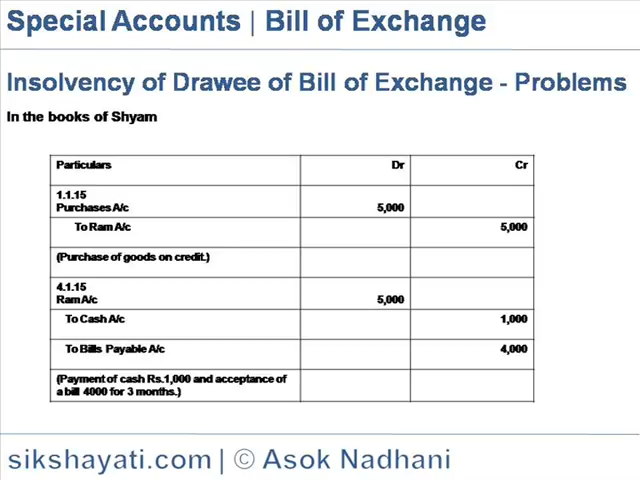 Special Accounts | Bill of Exchange
Insolvency of Drawee of Bill of Exchange - Problems
In the books of Shyam
Particulars Dr Cr
1.1.15
Purchases A/c 5,000
To Ram A/c 5,000
(Purchase of goods on credit.)
4.1.15
Ram A/c 5,000
To Cash A/c 1,000
To Bills Payable A/c 4,000
(Payment of cash Rs.1,000 and acceptance of
a bill 4000 for 3 months.)
sikshayati.com | © Asok Nadhani